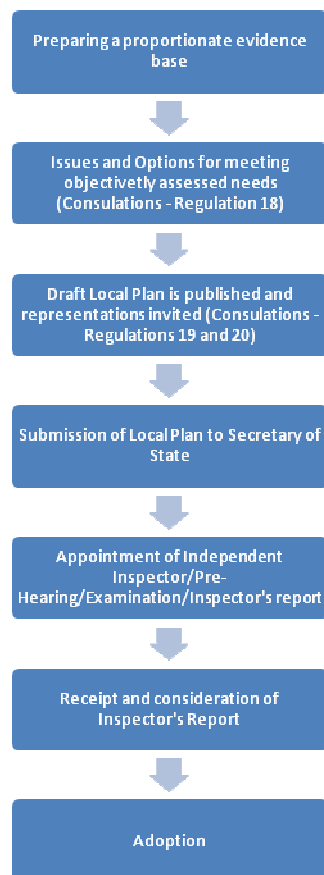 Preparing a proportionate evidence
base
Issues and Options for meeting
objectivetly assessed needs
(Consulations - Regulation 18)
Draft Local Plan is published and
representations invited (Consulations -
Regulations 19 and 20)
Submission of Local Plan to Secretary of
State
Appointment of Independent
Inspector/Pre-
Hearing/Examination/Inspector's report
Receipt and consideration of
Inspector's Report
Adoption